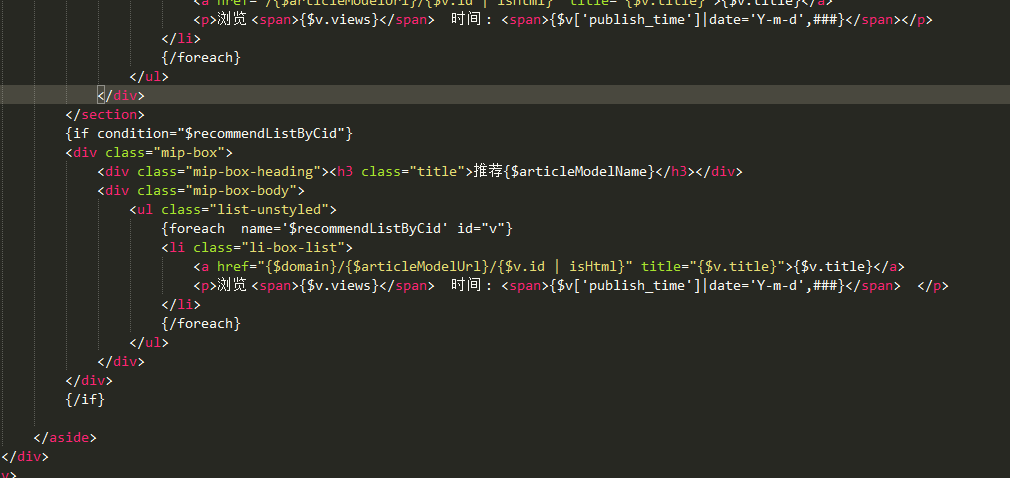 <a href="/{$articleModelUrl}/{$v.id | isHtml}" title="{$v.title}">{$v.title}</a>
<p>浏览 <span>{$v.views}</span>  时间：<span>{$v['publish_time']|date='Y-m-d',###}</span></p>
</li>
{/foreach}
</ul>
</div>
</section>
{if condition="$recommendListByCid"}
<div class="mip-box">
<div class="mip-box-heading"><h3 class="title">推荐{$articleModelName}</h3></div>
<div class="mip-box-body">
<ul class="list-unstyled">
{foreach  name='$recommendListByCid' id="v"}
<li class="li-box-list">
<a href="{$domain}/{$articleModelUrl}/{$v.id | isHtml}" title="{$v.title}">{$v.title}</a>
<p>浏览 <span>{$v.views}</span>  时间：<span>{$v['publish_time']|date='Y-m-d',###}</span>  </p>
</li>
{/foreach}
</ul>
</div>
</div>
{/if}
</aside>
</div>
v>